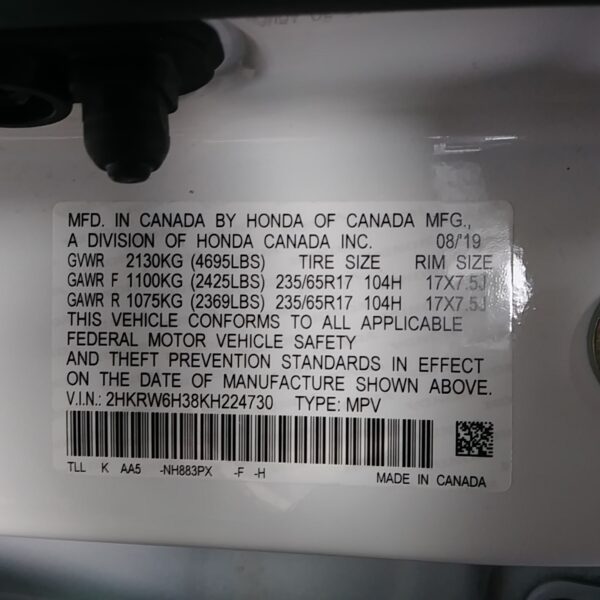 MFD. IN CANADA BY HONDA OF CANADA MFG.,
A DIVISION OF HONDA CANADA INC. 08/'19
GVWR 2130KG (4695LBS) TIRE SIZE RIM SIZE
GAWR F 1100KG (2425LBS) 235/65R17 104H 17X7.5J
GAWR R 1075KG (2369LBS) 235/65R17 104H 17X7.5J
THIS VEHICLE CONFORMS TO ALL APPLICABLE
FEDERAL MOTOR VEHICLE SAFETY
AND THEFT PREVENTION STANDARDS IN EFFECT
ON THE DATE OF MANUFACTURE SHOWN ABOVE.
V.I.N.: 2HKRW6H38KH224730 TYPE: MPV
TLL K AA5 -NH883PX -F -H
MADE IN CANADA